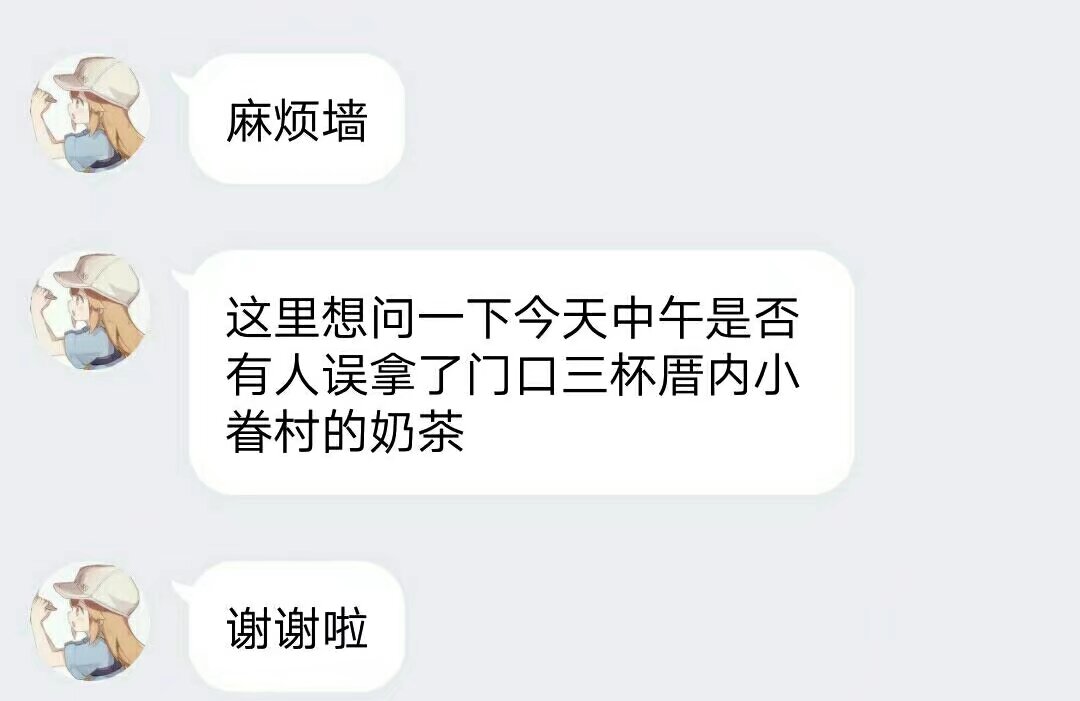 麻烦墙
这里想问一下今天中午是否
有人误拿了门口三杯厝内小
眷村的奶茶
谢谢啦